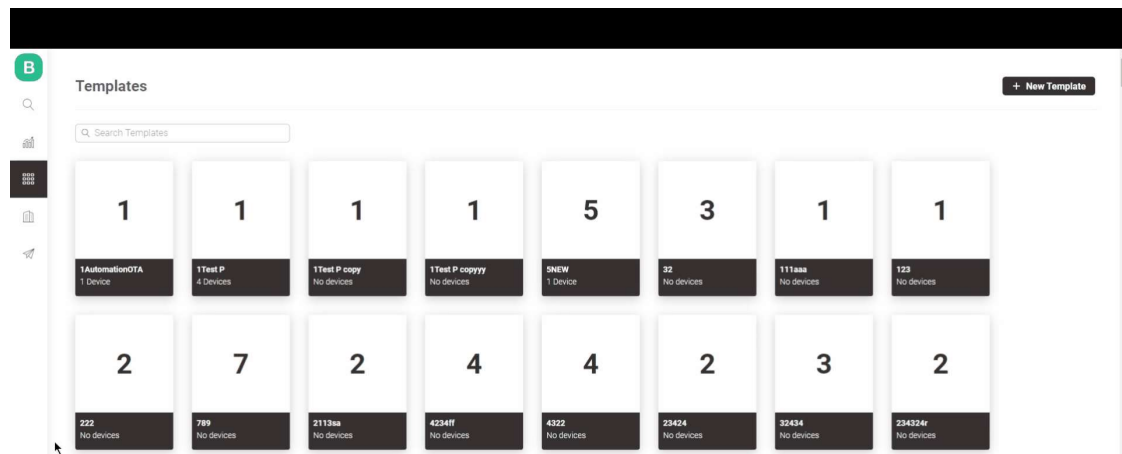 B
Templates
+ New Template
Search Templates
1 1 1 1 5 3 1 1
1AutomationOTA 1Test P 1Test P copy 1Test P copyyy 5NEW 32 111aaa 123
1 Device 4 Devices No devices No devices 1 Device No devices No devices No devices
2 7 2 4 4 2 3 2
222 789 2113sa 4234ff 4322 23424 32434 234324r
No devices No devices No devices No devices No devices No devices No devices No devices